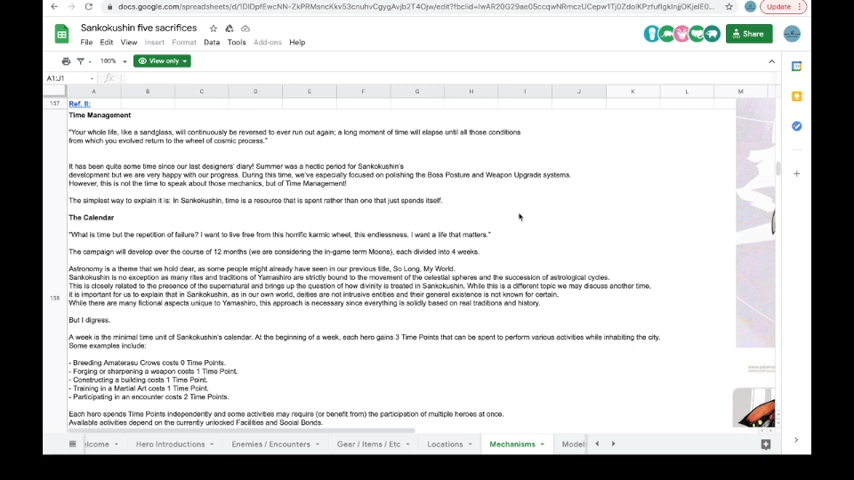 docs.google.com/spreadsheets/d/1DIDpfEwcNN-ZkPRMsncKkv53cnuhvCgygAvjb2T4Ojw/edit?
Update
Sankokushin five sacrifices
File Edit View Insert Format Data Tools Add-ons Help
Share
100% View only
A1:J1
A B C D E F G H I J K L M
157 Ref. II:
Time Management
"Your whole life, like a sandglass, will continuously be reversed to ever run out again; a long moment of time will elapse until all those conditions
from which you evolved return to the wheel of cosmic process."
It has been quite some time since our last designers' diary! Summer was a hectic period for Sankokushin's
development but we are very happy with our progress. During this time, we've especially focused on polishing the Boss Posture and Weapon Upgrade systems.
However, this is not the time to speak about those mechanics, but of Time Management!
The simplest way to explain it is: In Sankokushin, time is a resource that is spent rather than one that just spends itself.
The Calendar
"What is time but the repetition of failure? I want to live free from this horrific karmic wheel, this endlessness. I want a life that matters."
The campaign will develop over the course of 12 months (we are considering the in-game term Moons), each divided into 4 weeks.
Astronomy is a theme that we hold dear, as some people might already have seen in our previous title, So Long, My World.
Sankokushin is no exception as many rites and traditions of Yamashiro are strictly bound to the movement of the celestial spheres and the succession of astrological cycles.
This is closely related to the presence of the supernatural and brings up the question of how divinity is treated in Sankokushin. While this is a different topic we may discuss another time,
158 it is important for us to explain that in Sankokushin, as in our own world, deities are not intrusive entities and their general existence is not known for certain.
While there are many fictional aspects unique to Yamashiro, this approach is necessary since everything is solidly based on real traditions and history.
But I digress.
A week is the minimal time unit of Sankokushin's calendar. At the beginning of a week, each hero gains 3 Time Points that can be spent to perform various activities while inhabiting the city.
Some examples include:
- Breeding Amaterasu Crows costs 0 Time Points.
- Forging or sharpening a weapon costs 1 Time Point.
- Constructing a building costs 1 Time Point.
- Training in a Martial Art costs 1 Time Point.
- Participating in an encounter costs 2 Time Points.
Each hero spends Time Points independently and some activities may require (or benefit from) the participation of multiple heroes at once.
Available activities depend on the currently unlocked Facilities and Social Bonds.
elcome Hero Introductions Enemies / Encounters Gear / Items / Etc Locations Mechanisms Model